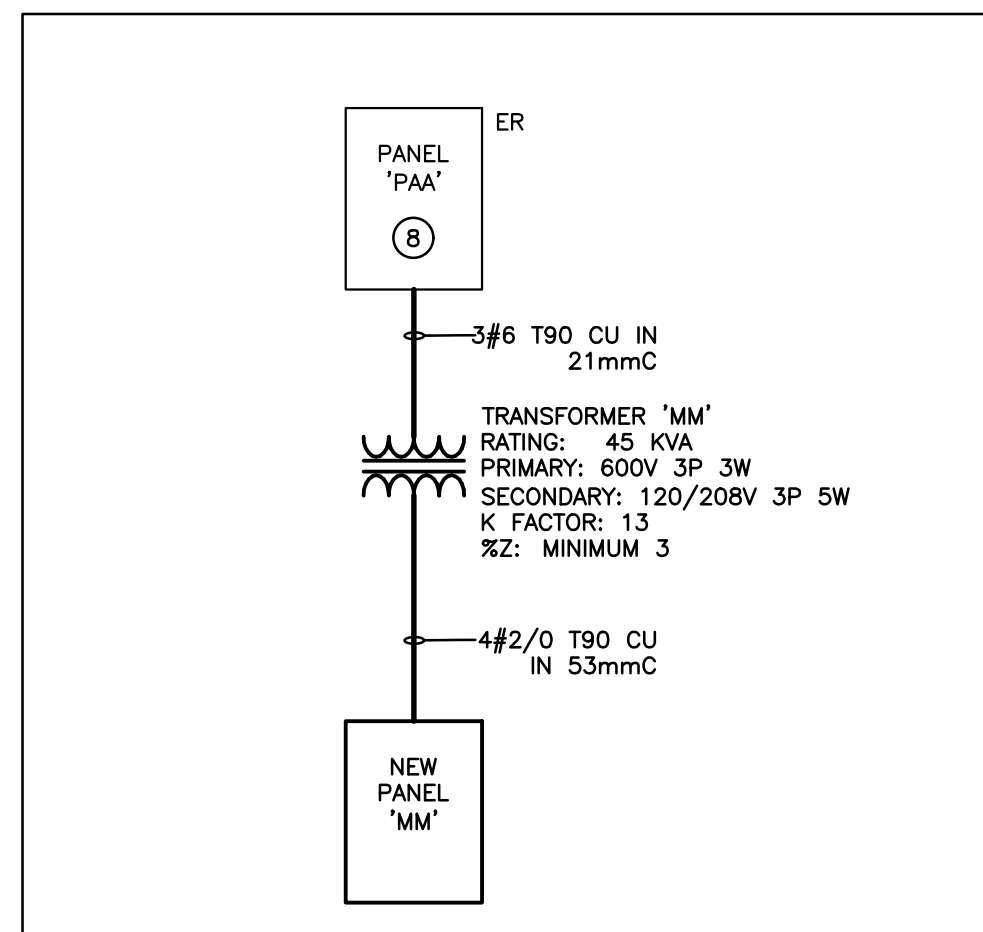 ER
PANEL
'PAA'
8
3#6 T90 CU IN
21mmC
TRANSFORMER 'MM'
RATING: 45 KVA
PRIMARY: 600V 3P 3W
SECONDARY: 120/208V 3P 5W
K FACTOR: 13
%Z: MINIMUM 3
4#2/0 T90 CU
IN 53mmC
NEW
PANEL
'MM'